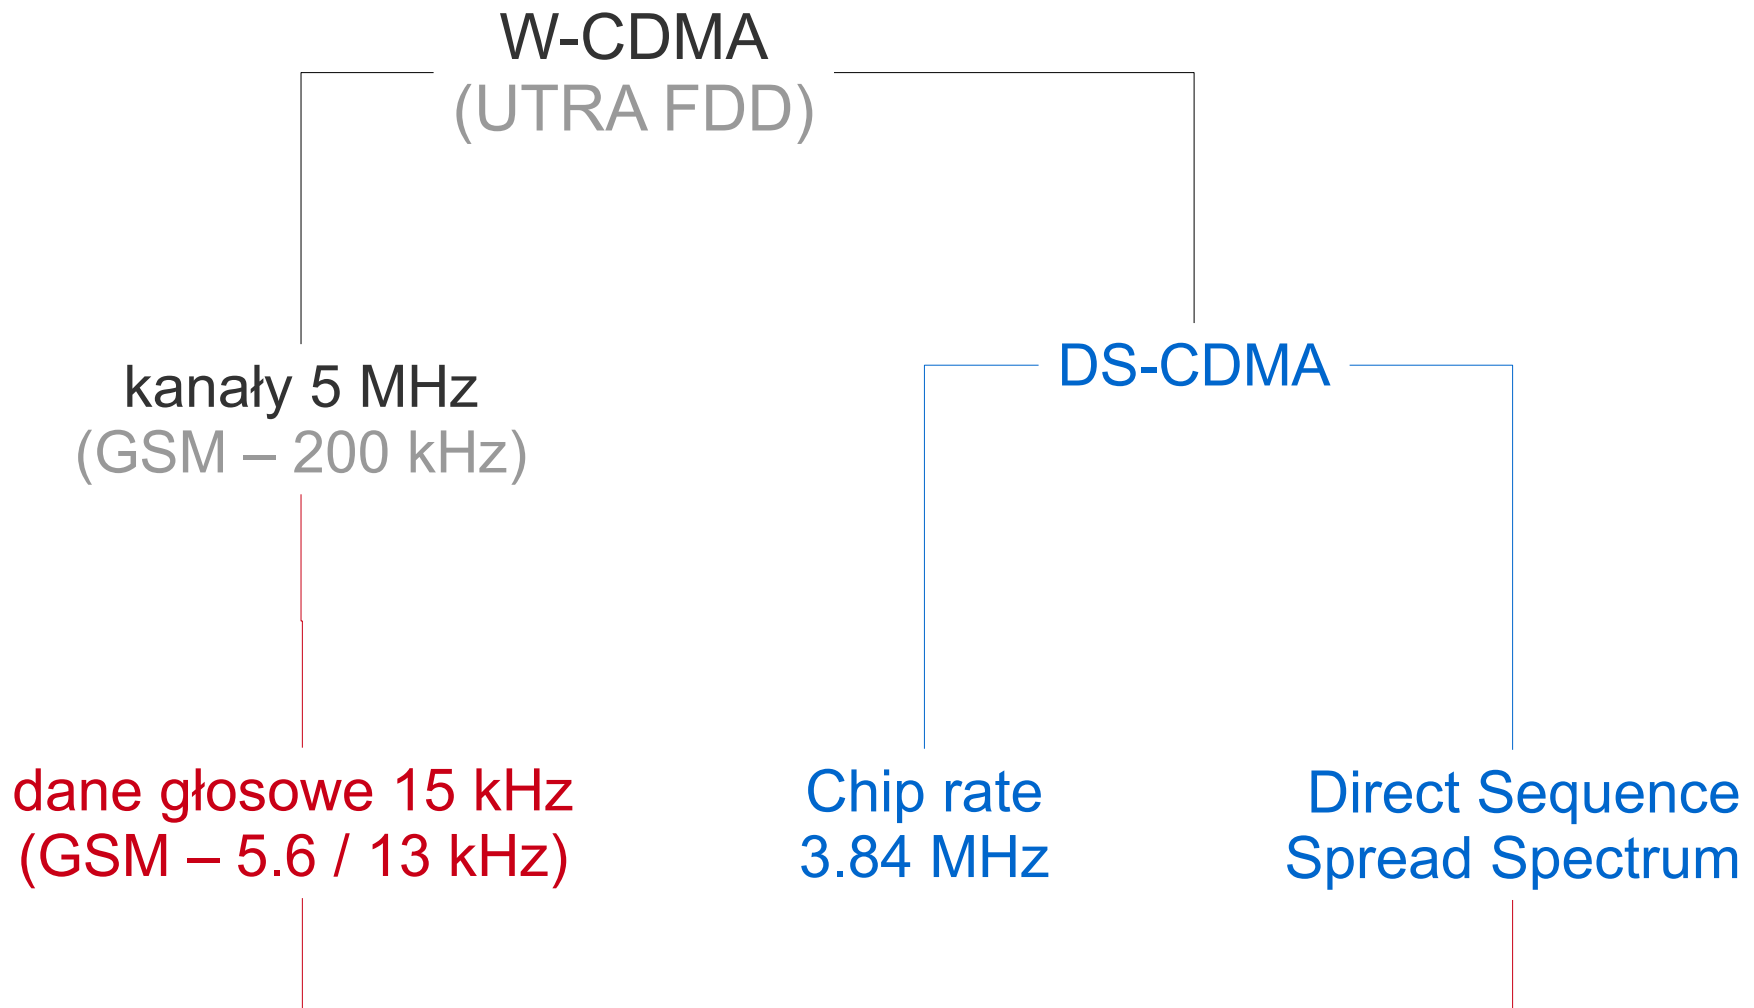 W-CDMA
(UTRA FDD)
kanały 5 MHz
(GSM – 200 kHz)
DS-CDMA
dane głosowe 15 kHz
(GSM – 5.6 / 13 kHz)
Chip rate
3.84 MHz
Direct Sequence
Spread Spectrum